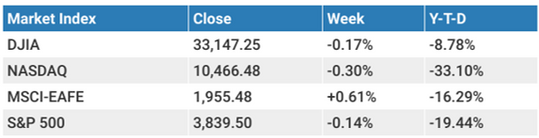 Market Index Close Week Y-T-D
DJIA 33,147.25 -0.17% -8.78%
NASDAQ 10,466.48 -0.30% -33.10%
MSCI-EAFE 1,955.48 +0.61% -16.29%
S&P 500 3,839.50 -0.14% -19.44%